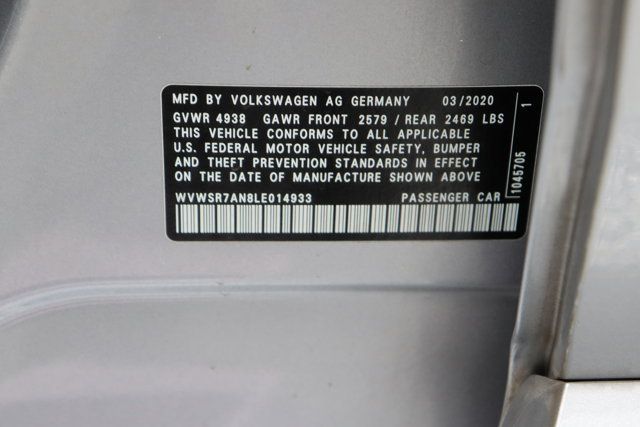 MFD BY VOLKSWAGEN AG GERMANY 03/2020
GVWR 4938 GAWR FRONT 2579 / REAR 2469 LBS
THIS VEHICLE CONFORMS TO ALL APPLICABLE
U.S. FEDERAL MOTOR VEHICLE SAFETY, BUMPER
AND THEFT PREVENTION STANDARDS IN EFFECT
ON THE DATE OF MANUFACTURE SHOWN ABOVE
WVWSR7AN8LE014933 PASSENGER CAR
1045705 1